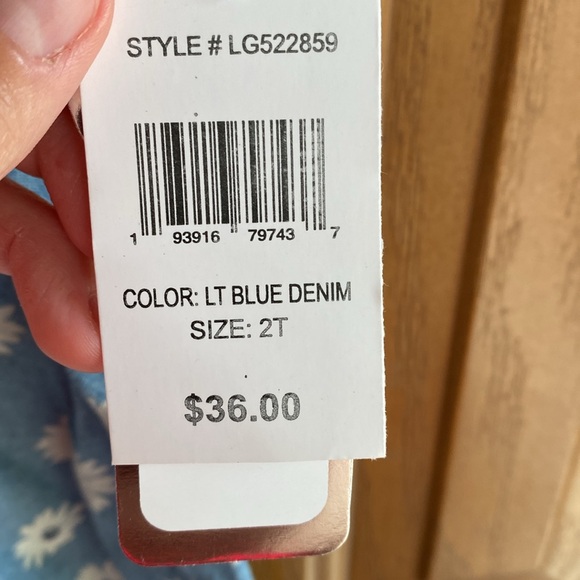 STYLE # LG522859
1 93916 79743 7
COLOR: LT BLUE DENIM
SIZE: 2T
$36.00